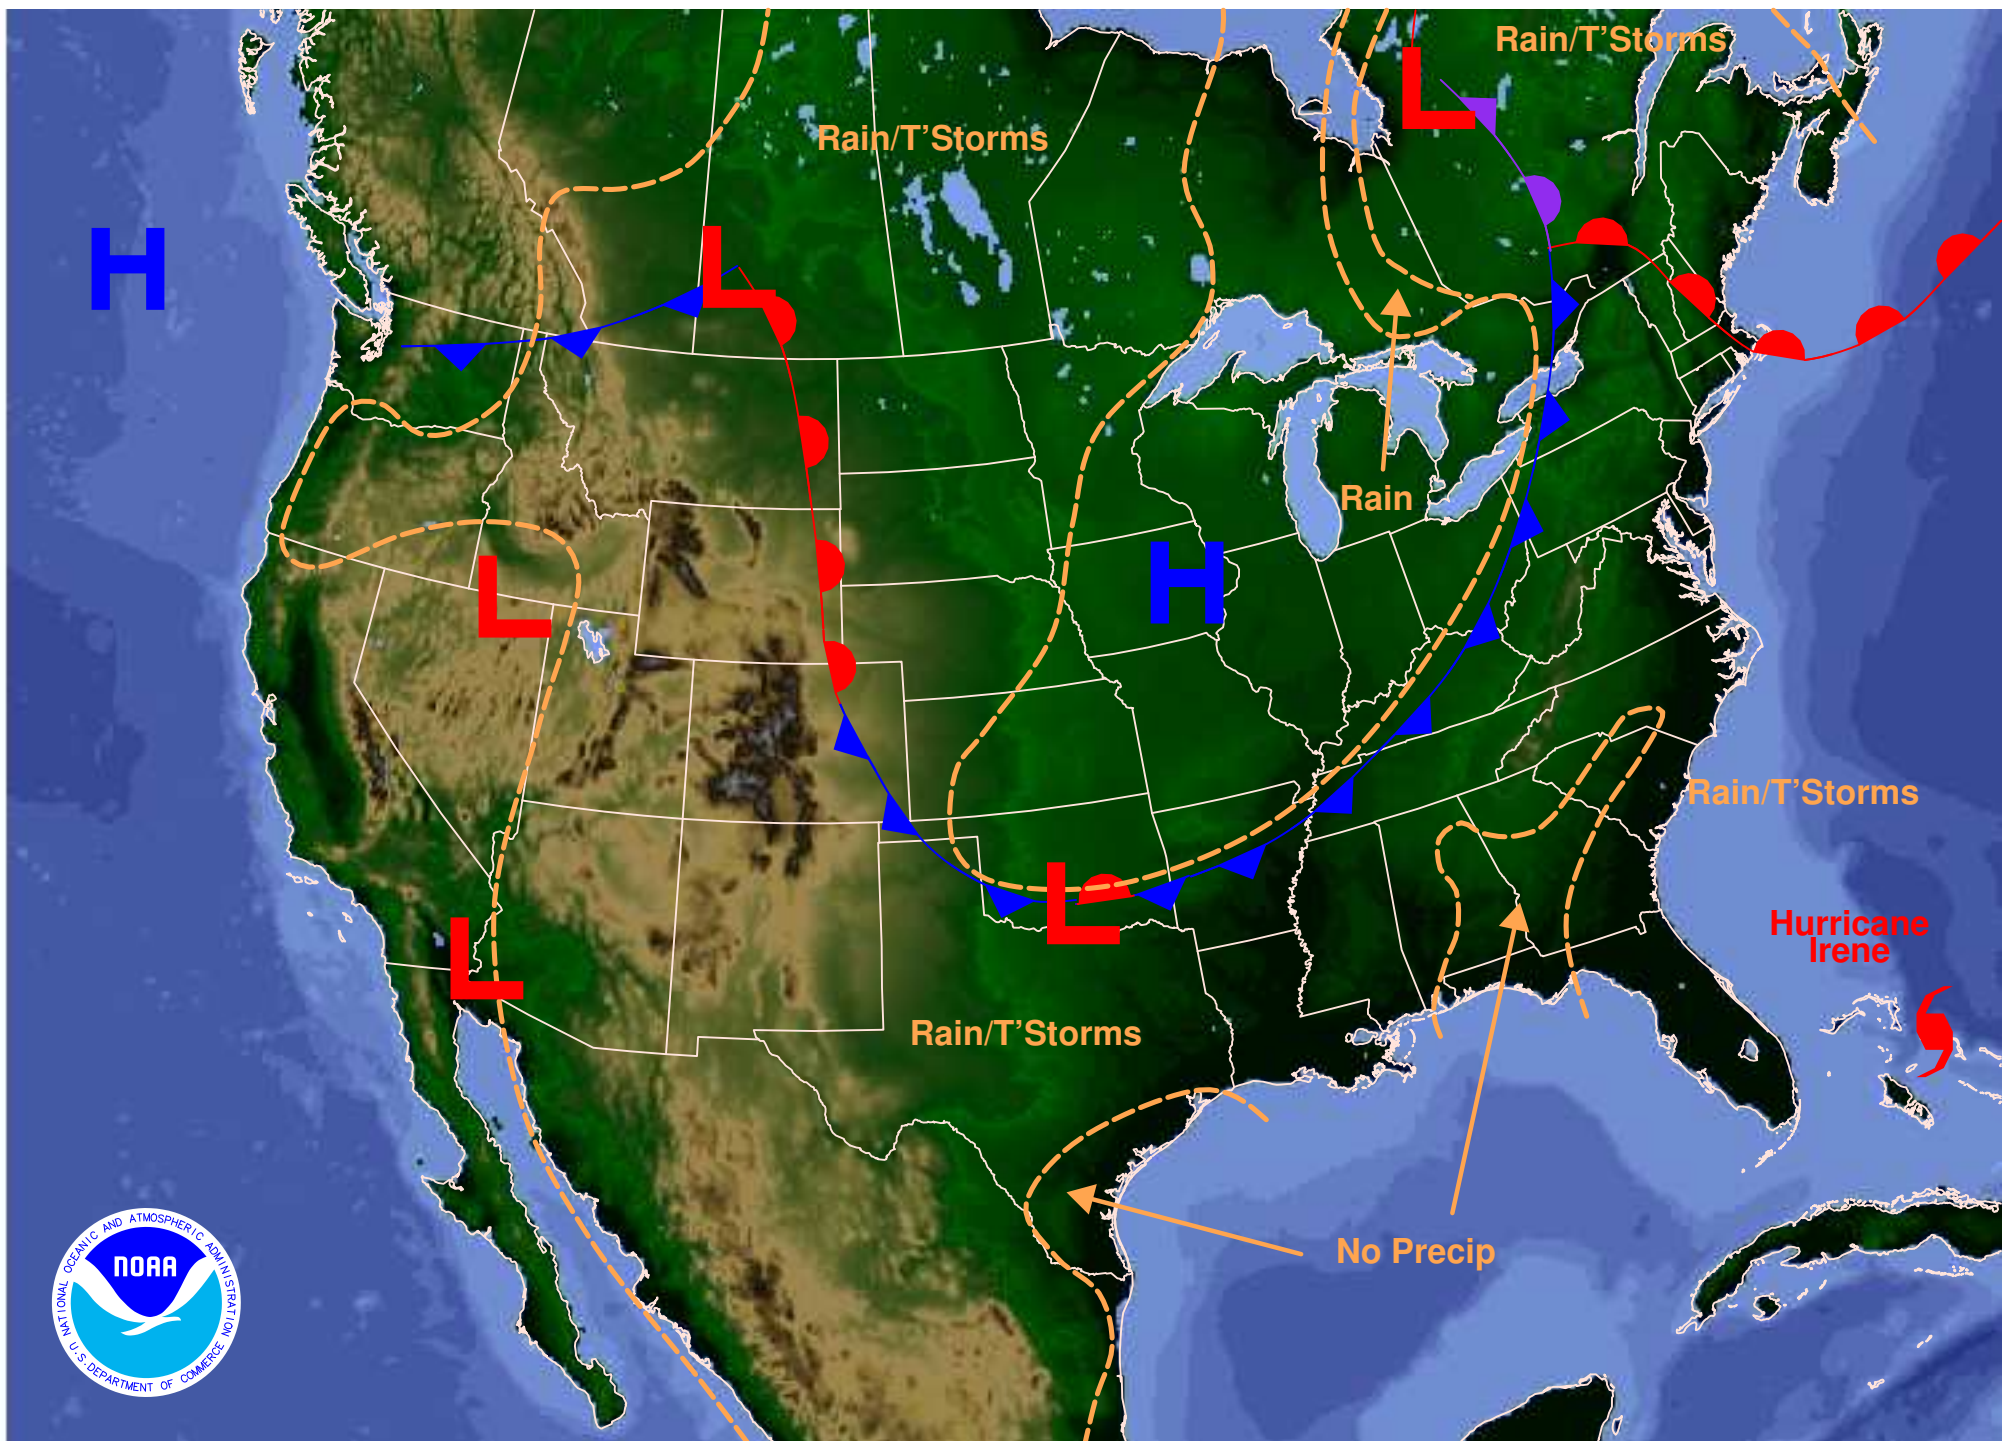 Rain/T'Storms
Rain/T'Storms
L
H
L
Rain
H
L
Rain/T'Storms
L
Hurricane
Irene
L
Rain/T'Storms
No Precip
NATIONAL OCEANIC AND ATMOSPHERIC ADMINISTRATION
NOAA
U.S. DEPARTMENT OF COMMERCE